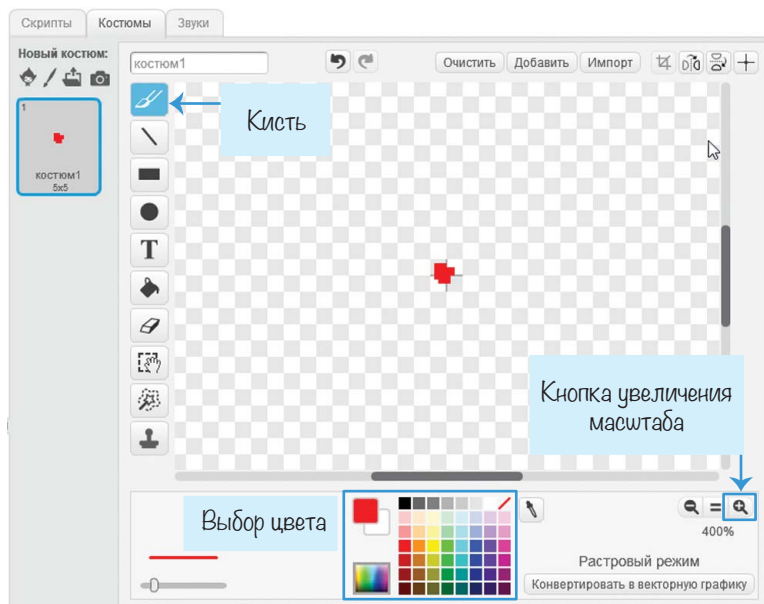 Скрипты Костюмы Звуки
Новый костюм:
1
костюм1
5x5
костюм1
Очистить Добавить Импорт
Кисть
T
Кнопка увеличения
масштаба
Выбор цвета
400%
Растровый режим
Конвертировать в векторную графику